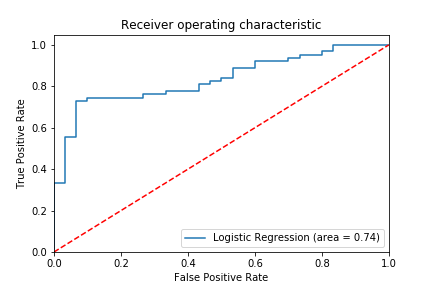 Receiver operating characteristic
True Positive Rate
1.0
0.8
0.6
0.4
0.2
0.0
Logistic Regression (area = 0.74)
0.0 0.2 0.4 0.6 0.8 1.0
False Positive Rate